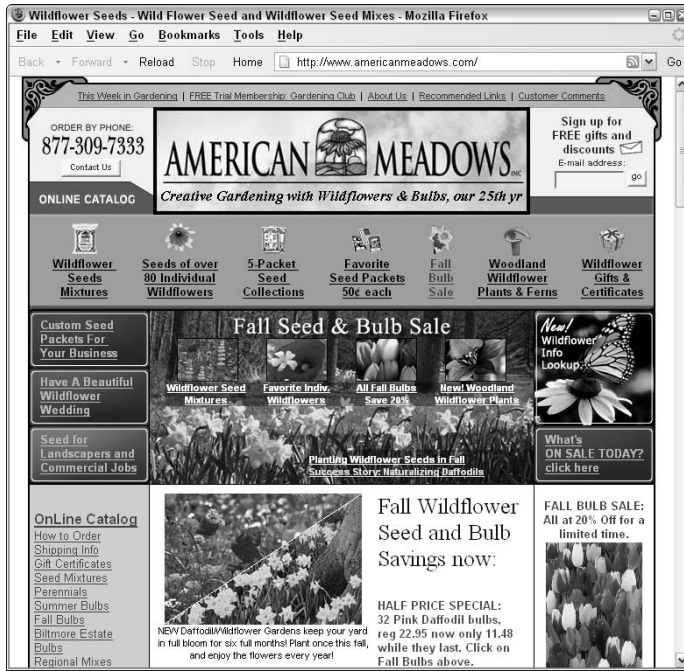 Wildflower Seeds - Wild Flower Seed and Wildflower Seed Mixes - Mozilla Firefox
File Edit View Go Bookmarks Tools Help
Back Forward Reload Stop Home http://www.americanmeadows.com/ Go
This Week in Gardening | FREE Trial Membership: Gardening Club | About Us | Recommended Links | Customer Comments
ORDER BY PHONE:
877-309-7333
Contact Us
ONLINE CATALOG
AMERICAN MEADOWS INC
Creative Gardening with Wildflowers & Bulbs, our 25th yr
Sign up for
FREE gifts and
discounts
E-mail address:
go
Wildflower
Seeds
Mixtures
Seeds of over
80 Individual
Wildflowers
5-Packet
Seed
Collections
Favorite
Seed Packets
50¢ each
Fall
Bulb
Sale
Woodland
Wildflower
Plants & Ferns
Wildflower
Gifts &
Certificates
Custom Seed
Packets For
Your Business
Have A Beautiful
Wildflower
Wedding
Seed for
Landscapers and
Commercial Jobs
Fall Seed & Bulb Sale
Wildflower Seed
Mixtures
Favorite Indiv.
Wildflowers
All Fall Bulbs
Save 20%
New! Woodland
Wildflower Plants
Planting Wildflower Seeds in Fall
Success Story: Naturalizing Daffodils
New!
Wildflower
Info
Lookup.
What's
ON SALE TODAY?
click here
OnLine Catalog
How to Order
Shipping Info
Gift Certificates
Seed Mixtures
Perennials
Summer Bulbs
Fall Bulbs
Biltmore Estate
Bulbs
Regional Mixes
NEW Daffodil/Wildflower Gardens keep your yard
in full bloom for six full months! Plant once this fall,
and enjoy the flowers every year!
Fall Wildflower
Seed and Bulb
Savings now:
HALF PRICE SPECIAL:
32 Pink Daffodil bulbs,
reg 22.95 now only 11.48
while they last. Click on
Fall Bulbs above.
FALL BULB SALE:
All at 20% Off for a
limited time.